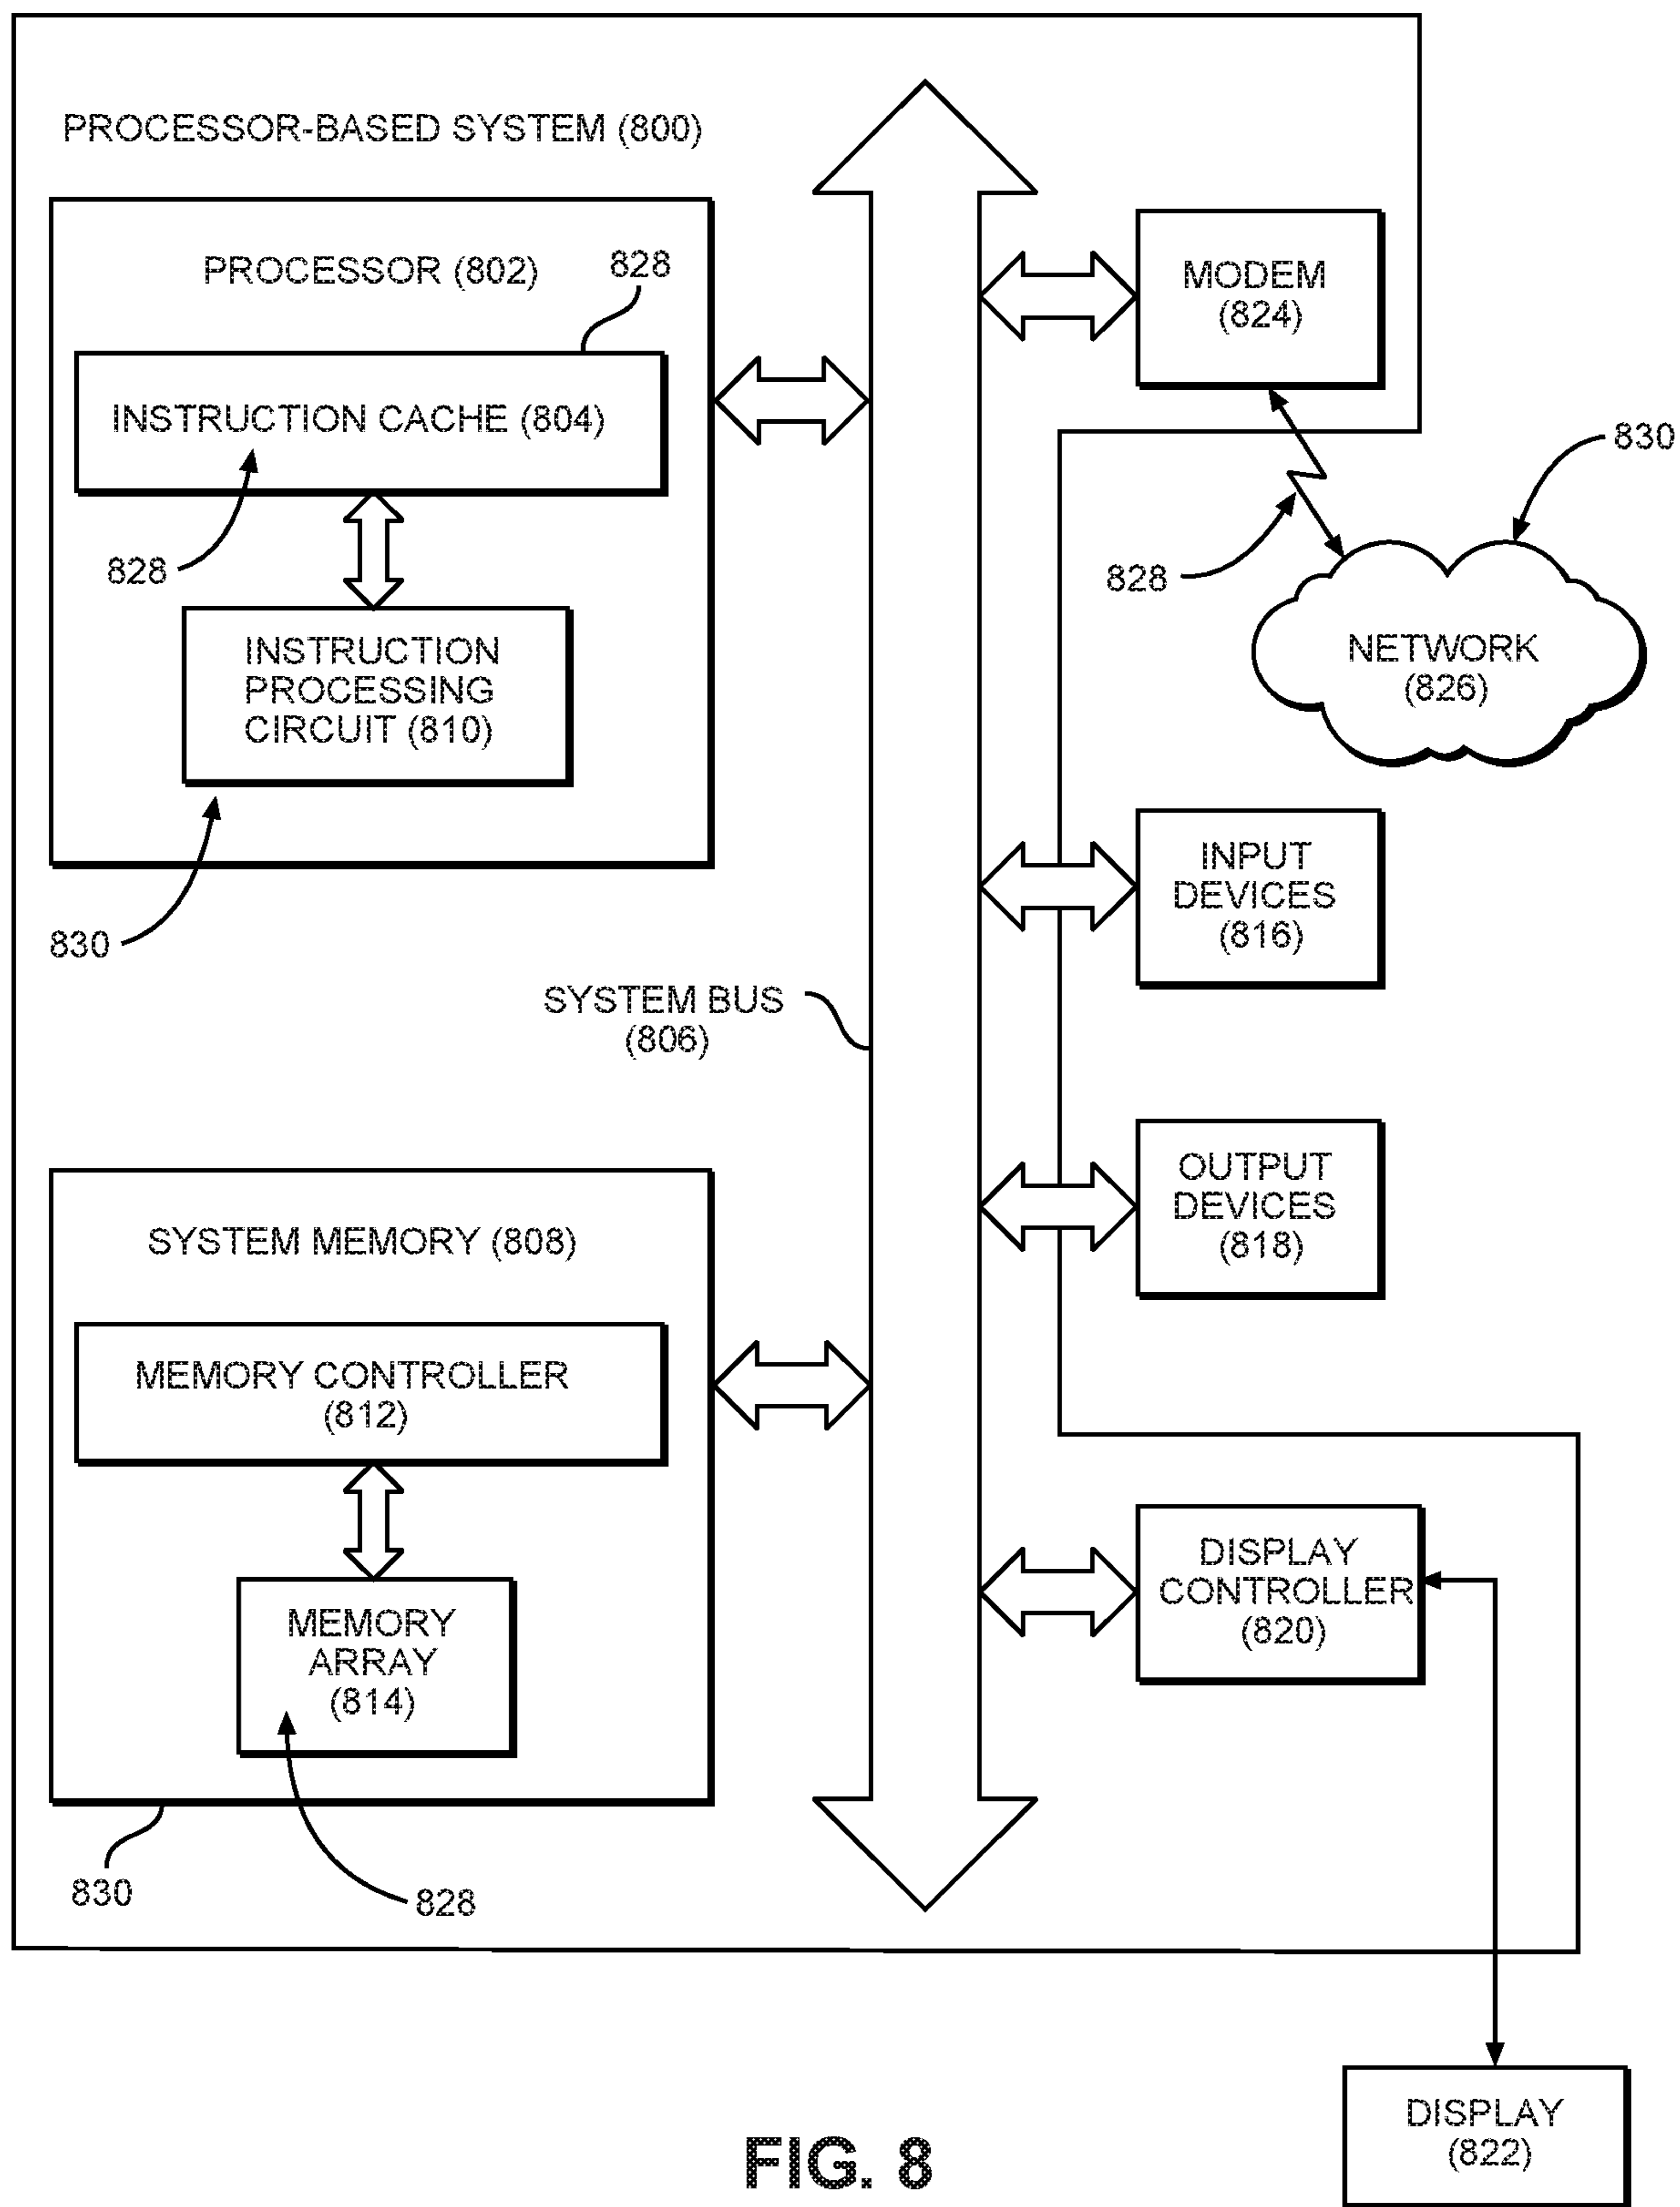 PROCESSOR-BASED SYSTEM (800)
PROCESSOR (802)
828
INSTRUCTION CACHE (804)
828
INSTRUCTION
PROCESSING
CIRCUIT (810)
830
SYSTEM BUS
(806)
SYSTEM MEMORY (808)
MEMORY CONTROLLER
(812)
MEMORY
ARRAY
(814)
830
828
MODEM
(824)
830
828
NETWORK
(826)
INPUT
DEVICES
(816)
OUTPUT
DEVICES
(818)
DISPLAY
CONTROLLER
(820)
DISPLAY
(822)
FIG. 8